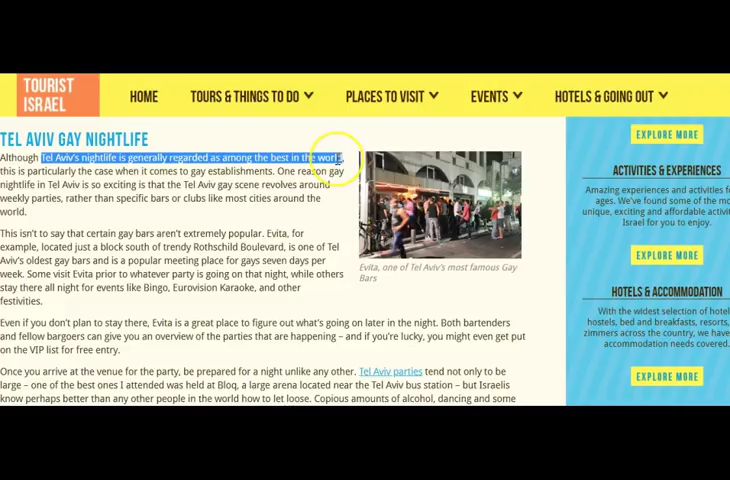 TOURIST
ISRAEL
HOME
TOURS & THINGS TO DO
PLACES TO VISIT
EVENTS
HOTELS & GOING OUT
TEL AVIV GAY NIGHTLIFE
Although Tel Aviv's nightlife is generally regarded as among the best in the world,
this is particularly the case when it comes to gay establishments. One reason gay
nightlife in Tel Aviv is so exciting is that the Tel Aviv gay scene revolves around
weekly parties, rather than specific bars or clubs like most cities around the
world.
This isn't to say that certain gay bars aren't extremely popular. Evita, for
example, located just a block south of trendy Rothschild Boulevard, is one of Tel
Aviv's oldest gay bars and is a popular meeting place for gays seven days per
week. Some visit Evita prior to whatever party is going on that night, while others
stay there all night for events like Bingo, Eurovision Karaoke, and other
festivities.
Evita, one of Tel Aviv's most famous Gay
Bars
Even if you don't plan to stay there, Evita is a great place to figure out what's going on later in the night. Both bartenders
and fellow bargoers can give you an overview of the parties that are happening – and if you're lucky, you might even get put
on the VIP list for free entry.
Once you arrive at the venue for the party, be prepared for a night unlike any other. Tel Aviv parties tend not only to be
large – one of the best ones I attended was held at Bloq, a large arena located near the Tel Aviv bus station – but Israelis
know perhaps better than any other people in the world how to let loose. Copious amounts of alcohol, dancing and some
EXPLORE MORE
ACTIVITIES & EXPERIENCES
Amazing experiences and activities fo
ages. We've found some of the mos
unique, exciting and affordable activit
Israel for you to enjoy.
EXPLORE MORE
HOTELS & ACCOMMODATION
With the widest selection of hotel
hostels, bed and breakfasts, resorts,
zimmers across the country, we have
accommodation needs covered.
EXPLORE MORE